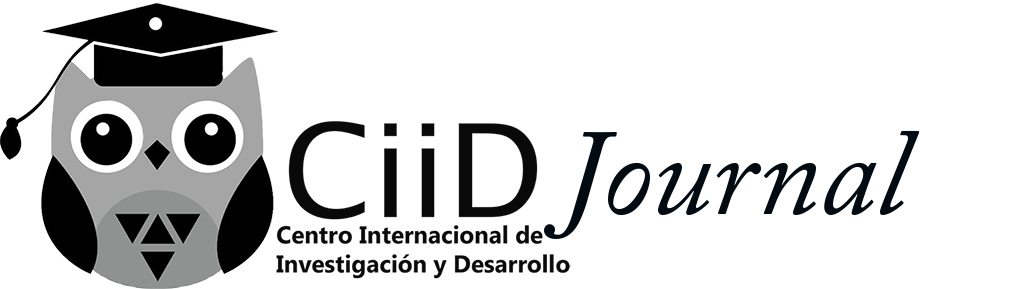 CiiD Journal
Centro Internacional de
Investigación y Desarrollo